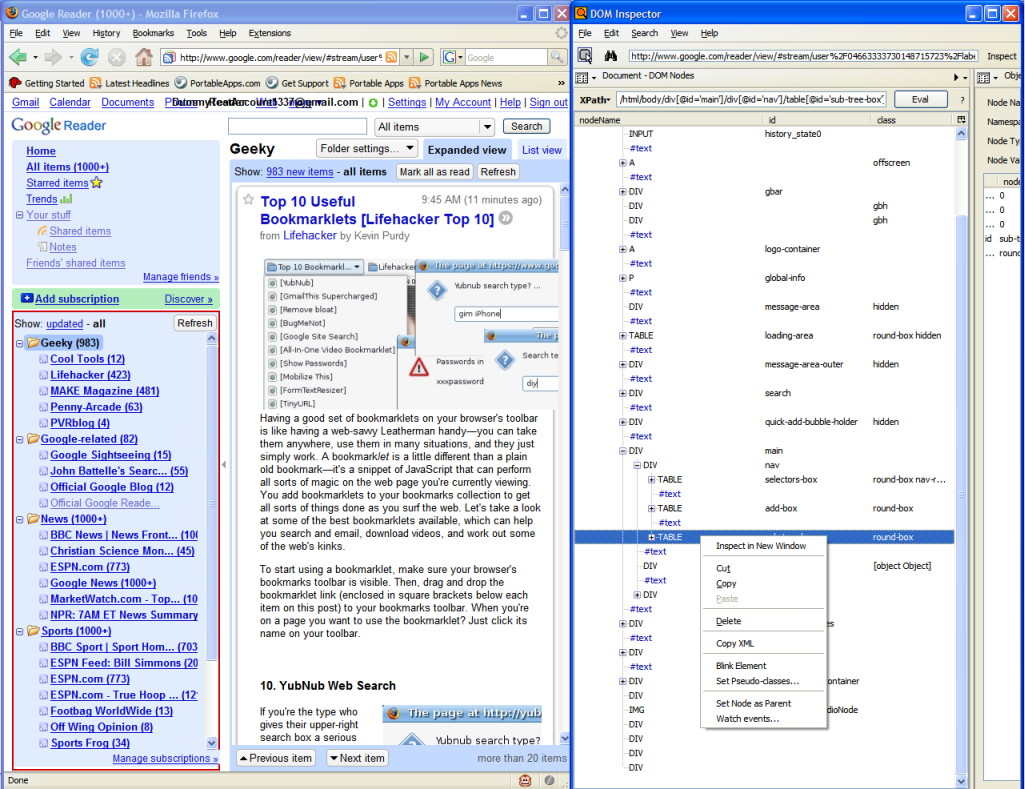 Google Reader (1000+) - Mozilla Firefox
File Edit View History Bookmarks Tools Help Extensions
http://www.google.com/reader/view/#stream/user%
G Google
Getting Started Latest Headlines PortableApps.com Get Support Portable Apps Portable Apps News »
Gmail Calendar Documents
| Settings | My Account | Help | Sign out
Google Reader
All items Search
Home
All items (1000+)
Starred items
Trends
Your stuff
Shared items
Notes
Friends' shared items
Manage friends »
Add subscription Discover »
Show: updated - all Refresh
Geeky (983)
Cool Tools (12)
Lifehacker (423)
MAKE Magazine (481)
Penny-Arcade (63)
PVRblog (4)
Google-related (82)
Google Sightseeing (15)
John Battelle's Searc... (55)
Official Google Blog (12)
Official Google Reade...
News (1000+)
BBC News | News Front... (100
Christian Science Mon... (45)
ESPN.com (773)
Google News (1000+)
MarketWatch.com - Top... (10
NPR: 7AM ET News Summary
Sports (1000+)
BBC Sport | Sport Hom... (703
ESPN Feed: Bill Simmons (20
ESPN.com (773)
ESPN.com - True Hoop ... (12
Footbag WorldWide (13)
Off Wing Opinion (8)
Sports Frog (34)
Manage subscriptions »
Geeky Folder settings... Expanded view List view
Show: 983 new items - all items Mark all as read Refresh
Top 10 Useful 9:45 AM (11 minutes ago)
Bookmarklets [Lifehacker Top 10]
from Lifehacker by Kevin Purdy
Top 10 Bookmarkl... Lifehacke The page at https://www.go
[YubNub]
[GmailThis Supercharged]
[Remove bloat]
[BugMeNot]
[Google Site Search]
[All-In-One Video Bookmarklet]
[Show Passwords]
[Mobilize This]
[FormTextResizer]
[TinyURL]
Yubnub search type? ...
gim iPhone
The p
Passwords in
xxxpassword
Search te
diy
Having a good set of bookmarklets on your browser's toolbar
is like having a web-savvy Leatherman handy—you can take
them anywhere, use them in many situations, and they just
simply work. A bookmarklet is a little different than a plain
old bookmark—it's a snippet of JavaScript that can perform
all sorts of magic on the web page you're currently viewing.
You add bookmarklets to your bookmarks collection to get
all sorts of things done as you surf the web. Let's take a look
at some of the best bookmarklets available, which can help
you search and email, download videos, and work out some
of the web's kinks.
To start using a bookmarklet, make sure your browser's
bookmarks toolbar is visible. Then, drag and drop the
bookmarklet link (enclosed in square brackets below each
item on this post) to your bookmarks toolbar. When you're
on a page you want to use the bookmarklet? Just click its
name on your toolbar.
10. YubNub Web Search
If you're the type who
gives their upper-right
search box a serious
The page at http://yub
Yubnub search type?
Previous item Next item more than 20 items
Done
DOM Inspector
File Edit Search View Help
http://www.google.com/reader/view/#stream/user%2F04663333730148715723%2Flabe Inspect
Document - DOM Nodes Obje
XPath /html/body/div[@id='main']/div[@id='nav']/table[@id='sub-tree-box'] Eval ?
nodeName id class
INPUT history_state0
#text
A offscreen
#text
DIV gbar
DIV gbh
DIV gbh
#text
A logo-container
#text
P global-info
#text
DIV message-area hidden
TABLE loading-area round-box hidden
#text
DIV message-area-outer hidden
#text
DIV search
#text
DIV quick-add-bubble-holder hidden
#text
DIV main
DIV nav
TABLE selectors-box round-box nav-r...
#text
TABLE add-box round-box
#text
TABLE round-box
#text
DIV [object Object]
#text
DIV
#text
DIV es
#text
DIV
#text
DIV ontainer
DIV
IMG dioNode
DIV
DIV
DIV
DIV
Inspect in New Window
Cut
Copy
Paste
Delete
Copy XML
Blink Element
Set Pseudo-classes...
Set Node as Parent
Watch events...
Node Na
Namespa
Node Ty
Node Val
node
... 0
... 0
... 0
id sub-t
... round